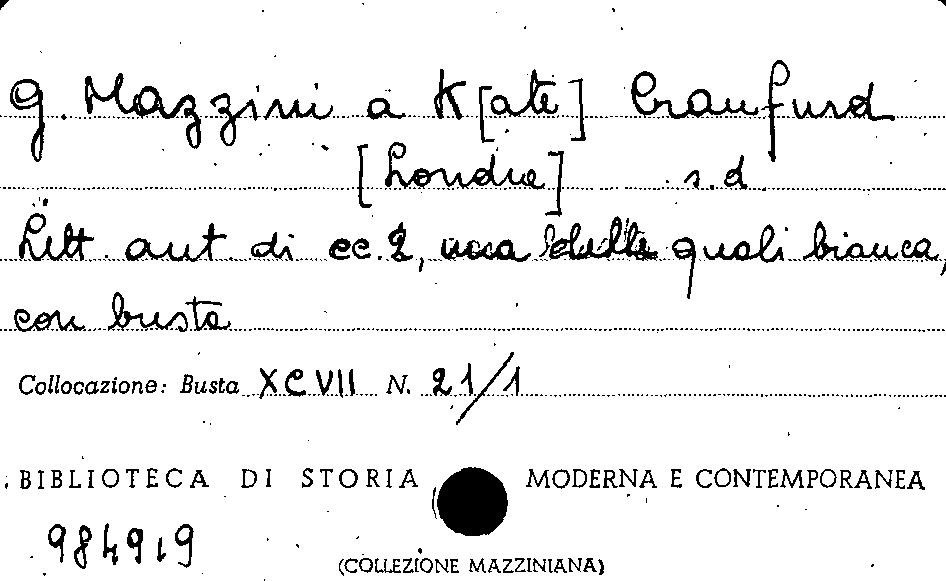 G. Mazzini a K[ate] Craufurd
[Londra] s.d.
Lett. aut. di cc. 2, una delle quali bianca,
con busta
Collocazione: Busta XCVII N. 21/1
BIBLIOTECA DI STORIA MODERNA E CONTEMPORANEA
984919
(COLLEZIONE MAZZINIANA)